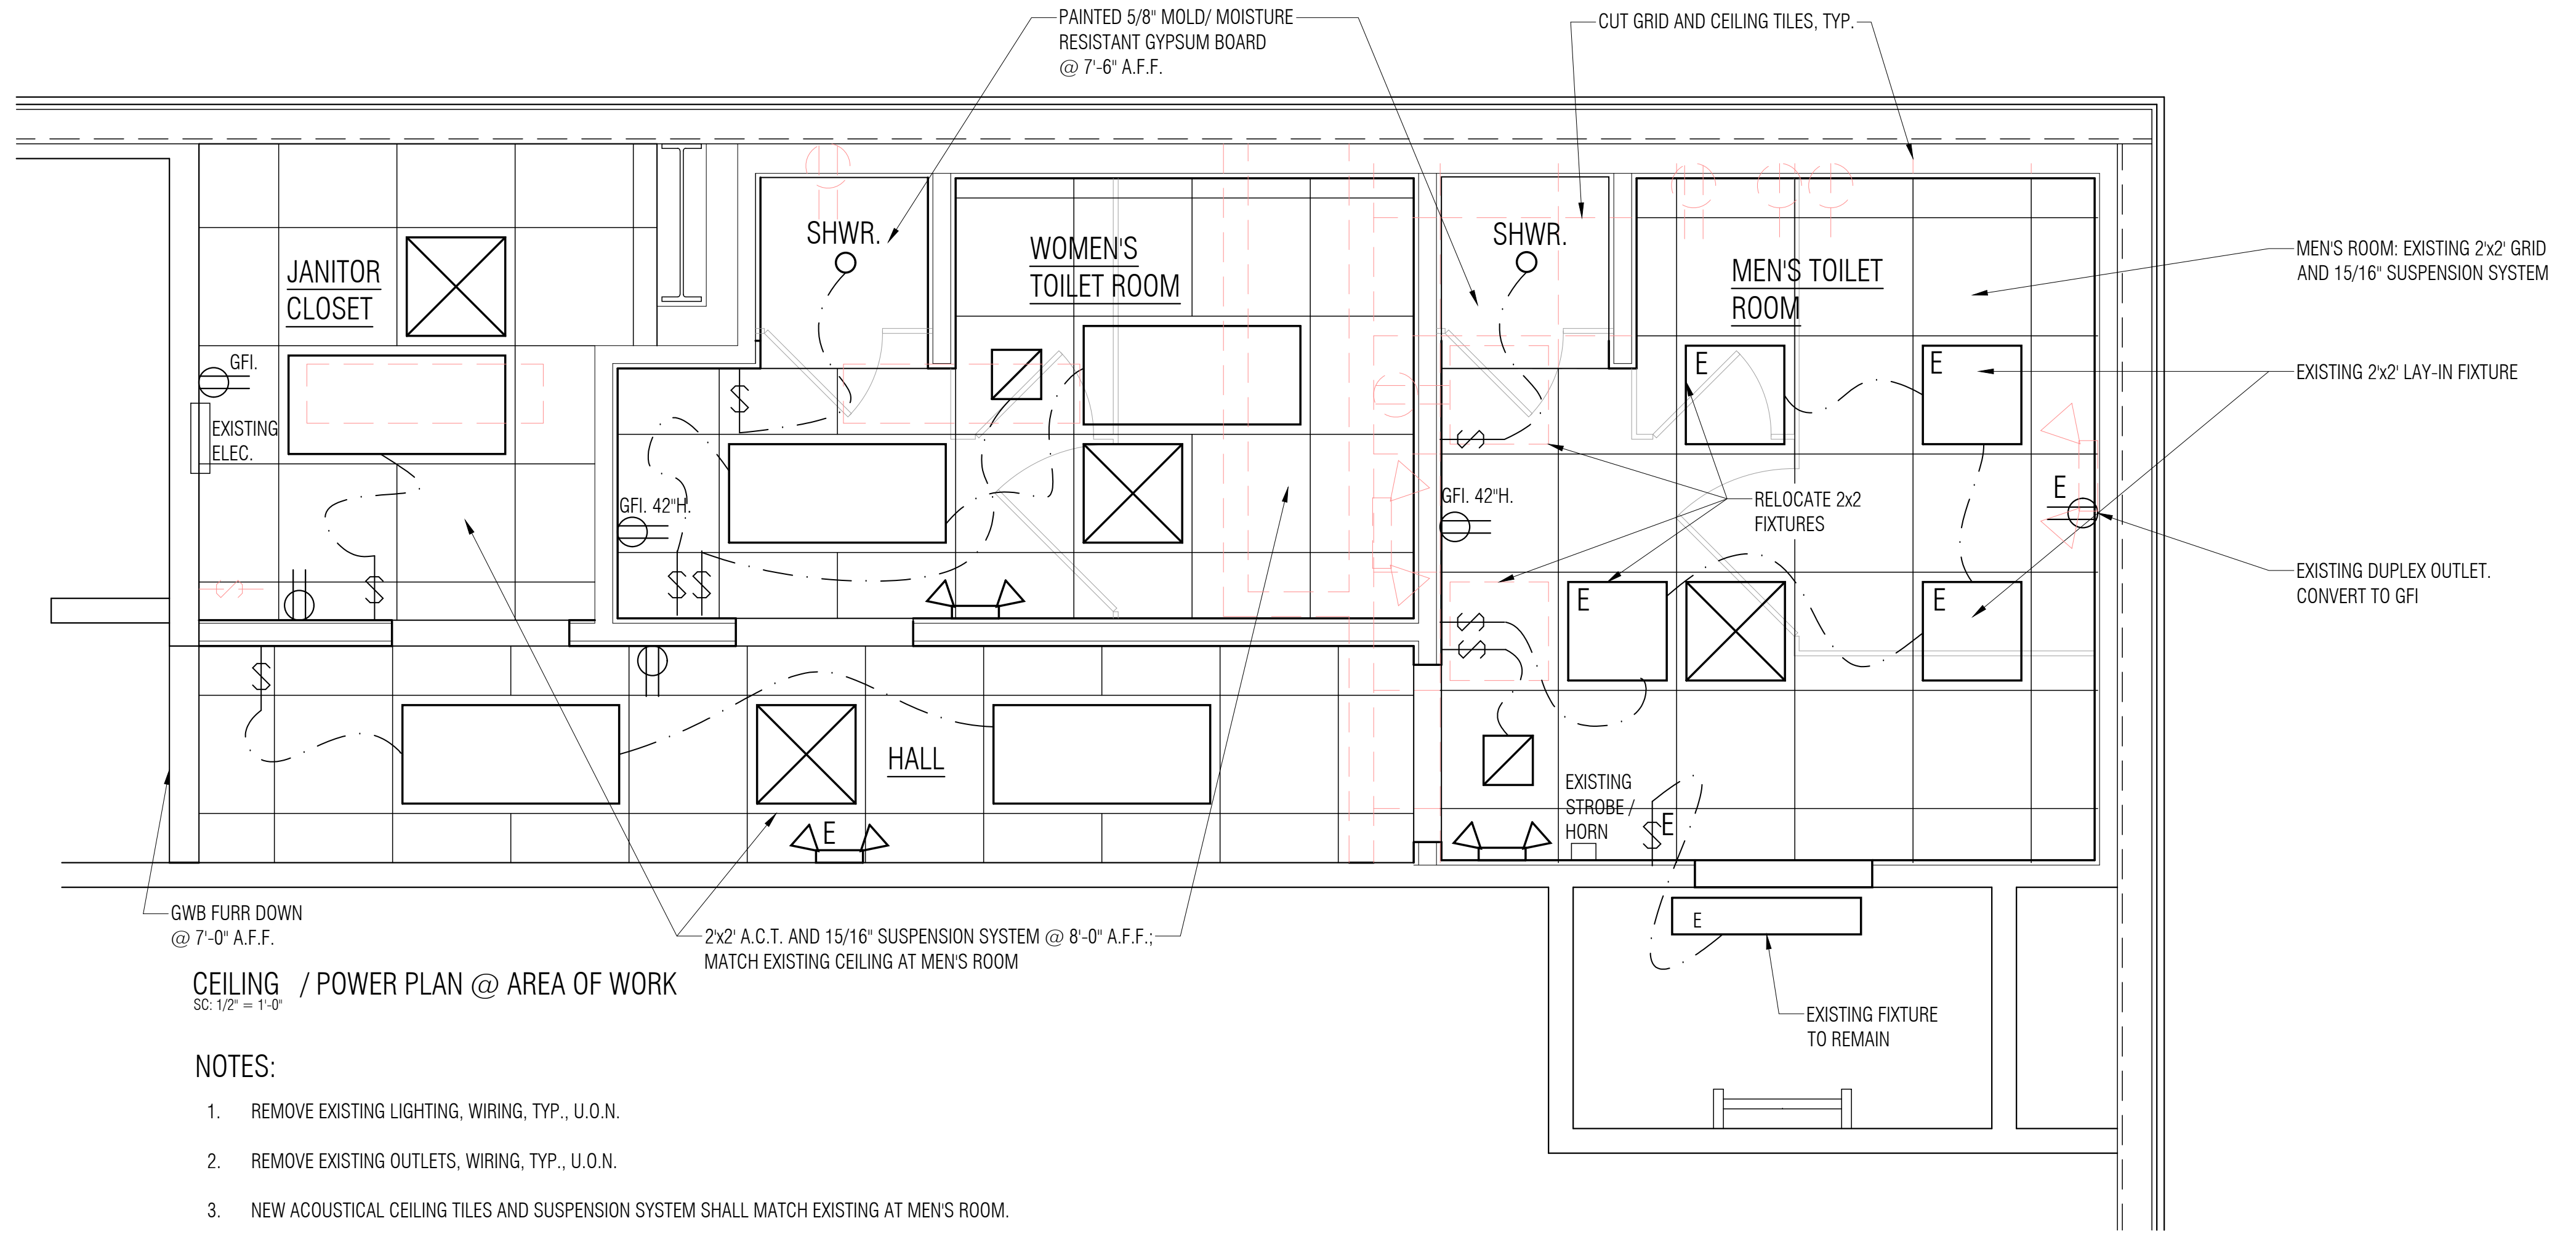 PAINTED 5/8" MOLD/ MOISTURE
RESISTANT GYPSUM BOARD
@ 7'-6" A.F.F.
CUT GRID AND CEILING TILES, TYP.
SHWR.
WOMEN'S
TOILET ROOM
SHWR.
MEN'S TOILET
ROOM
MEN'S ROOM: EXISTING 2'x2' GRID
AND 15/16" SUSPENSION SYSTEM
JANITOR
CLOSET
GFI.
E
E
EXISTING 2'x2' LAY-IN FIXTURE
EXISTING
ELEC.
GFI. 42"H.
GFI. 42"H.
RELOCATE 2x2
FIXTURES
E
EXISTING DUPLEX OUTLET.
CONVERT TO GFI
$
$
$
$
$
$
$
$
$
E
E
$
HALL
EXISTING
STROBE /
HORN
E
$
E
GWB FURR DOWN
@ 7'-0" A.F.F.
2'x2' A.C.T. AND 15/16" SUSPENSION SYSTEM @ 8'-0" A.F.F.;
MATCH EXISTING CEILING AT MEN'S ROOM
E
EXISTING FIXTURE
TO REMAIN
CEILING / POWER PLAN @ AREA OF WORK
SC: 1/2" = 1'-0"
NOTES:
1. REMOVE EXISTING LIGHTING, WIRING, TYP., U.O.N.
2. REMOVE EXISTING OUTLETS, WIRING, TYP., U.O.N.
3. NEW ACOUSTICAL CEILING TILES AND SUSPENSION SYSTEM SHALL MATCH EXISTING AT MEN'S ROOM.